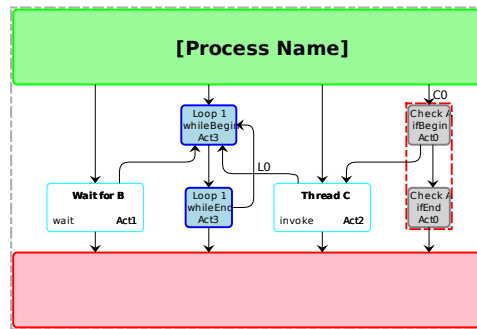 [Process Name]
C0
Loop 1
whileBegin
Act3
Check A
ifBegin
Act0
L0
Wait for B
wait Act1
Loop 1
whileEnd
Act3
Thread C
invoke Act2
Check A
ifEnd
Act0